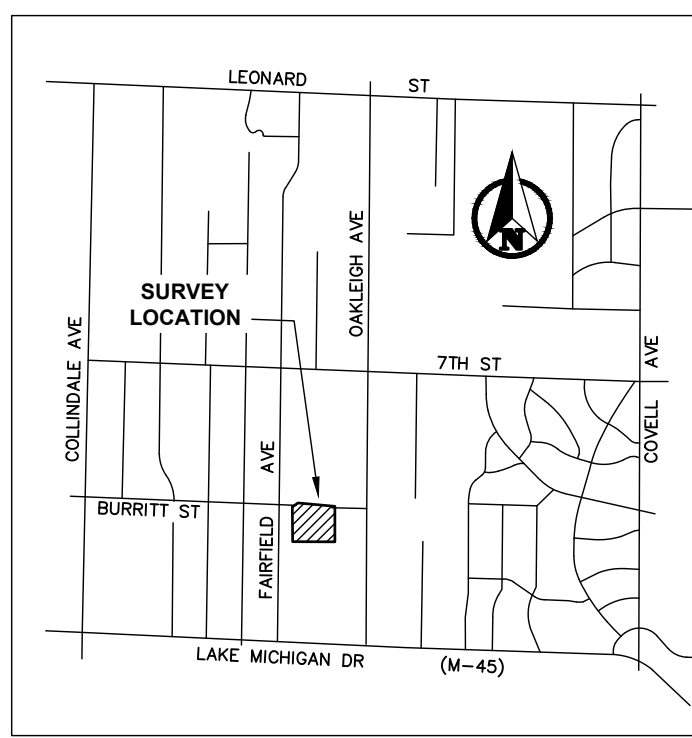 LEONARD ST
N
OAKLEIGH AVE
SURVEY
LOCATION
COLLINDALE AVE
7TH ST
COVELL AVE
FAIRFIELD AVE
BURRITT ST
LAKE MICHIGAN DR (M-45)